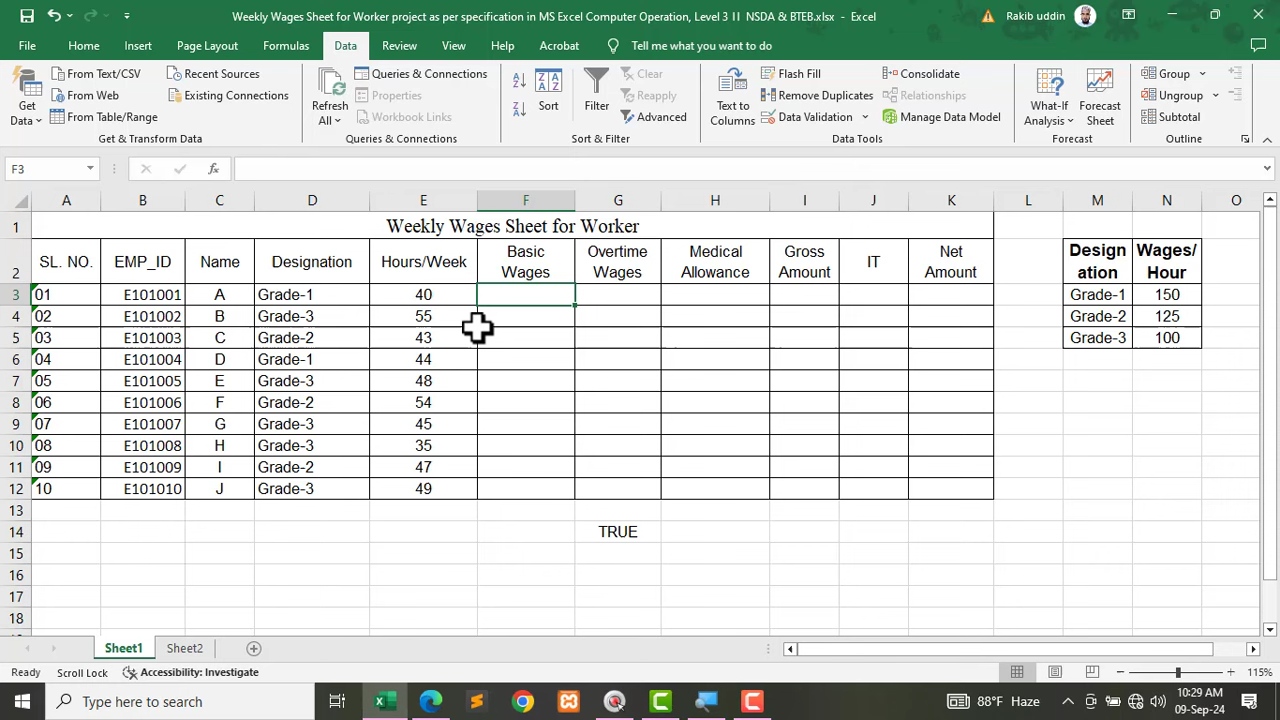 Weekly Wages Sheet for Worker project as per specification in MS Excel Computer Operation, Level 3 II NSDA & BTEB.xlsx - Excel
Rakib uddin
File Home Insert Page Layout Formulas Data Review View Help Acrobat Tell me what you want to do
Get Data
From Text/CSV
From Web
From Table/Range
Recent Sources
Existing Connections
Get & Transform Data
Refresh All
Queries & Connections
Properties
Workbook Links
Queries & Connections
Sort
Filter
Clear
Reapply
Advanced
Sort & Filter
Text to Columns
Flash Fill
Remove Duplicates
Data Validation
Consolidate
Relationships
Manage Data Model
Data Tools
What-If Analysis
Forecast Sheet
Forecast
Group
Ungroup
Subtotal
Outline
F3
fx
A B C D E F G H I J K L M N O
1 Weekly Wages Sheet for Worker
2 SL. NO. EMP_ID Name Designation Hours/Week Basic Wages Overtime Wages Medical Allowance Gross Amount IT Net Amount Designation Wages/Hour
3 01 E101001 A Grade-1 40 Grade-1 150
4 02 E101002 B Grade-3 55 Grade-2 125
5 03 E101003 C Grade-2 43 Grade-3 100
6 04 E101004 D Grade-1 44
7 05 E101005 E Grade-3 48
8 06 E101006 F Grade-2 54
9 07 E101007 G Grade-3 45
10 08 E101008 H Grade-3 35
11 09 E101009 I Grade-2 47
12 10 E101010 J Grade-3 49
13
14 TRUE
15
16
17
18
Sheet1 Sheet2
Ready Scroll Lock Accessibility: Investigate 115%
Type here to search
88°F Haze
10:29 AM
09-Sep-24